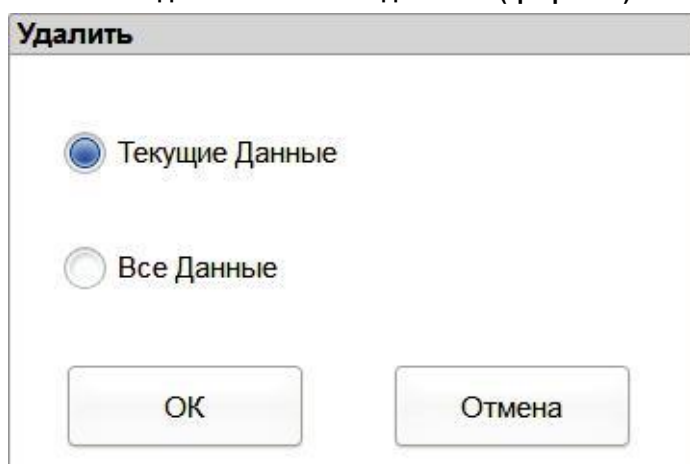 Удалить
Текущие Данные
Все Данные
ОК
Отмена